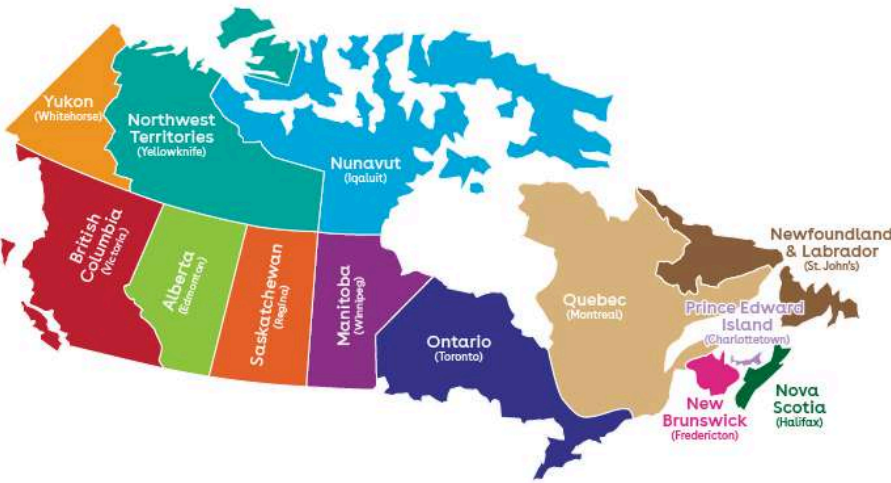 Yukon
(Whitehorse)
Northwest
Territories
(Yellowknife)
Nunavut
(Iqaluit)
British
Columbia
(Victoria)
Alberta
(Edmonton)
Saskatchewan
(Regina)
Manitoba
(Winnipeg)
Ontario
(Toronto)
Quebec
(Montreal)
Newfoundland
& Labrador
(St. John's)
Prince Edward
Island
(Charlottetown)
New
Brunswick
(Fredericton)
Nova
Scotia
(Halifax)